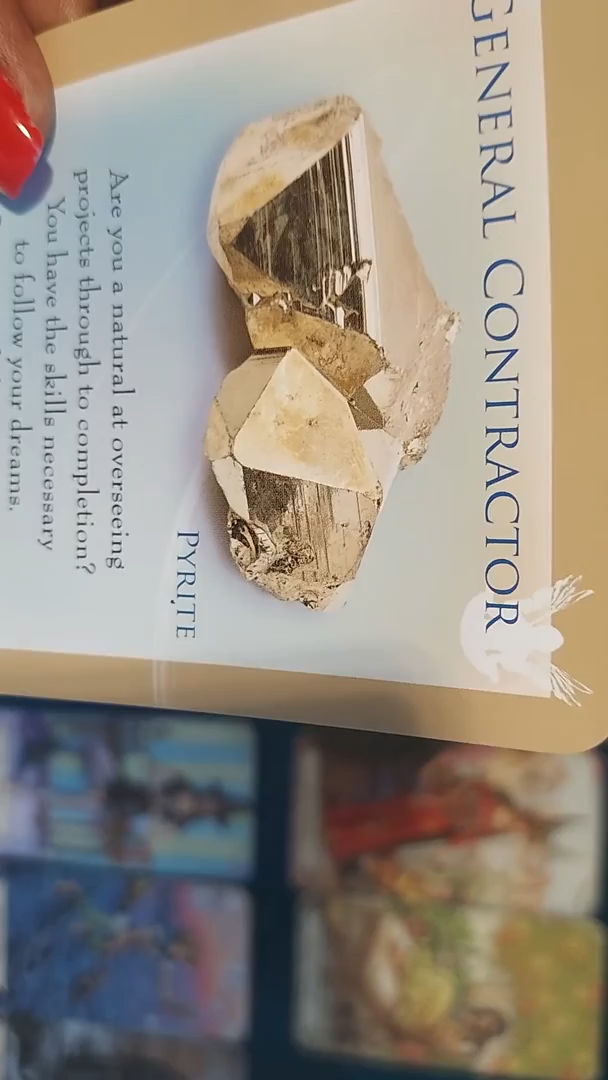 GENERAL CONTRACTOR
PYRITE
Are you a natural at overseeing
projects through to completion?
You have the skills necessary
to follow your dreams.